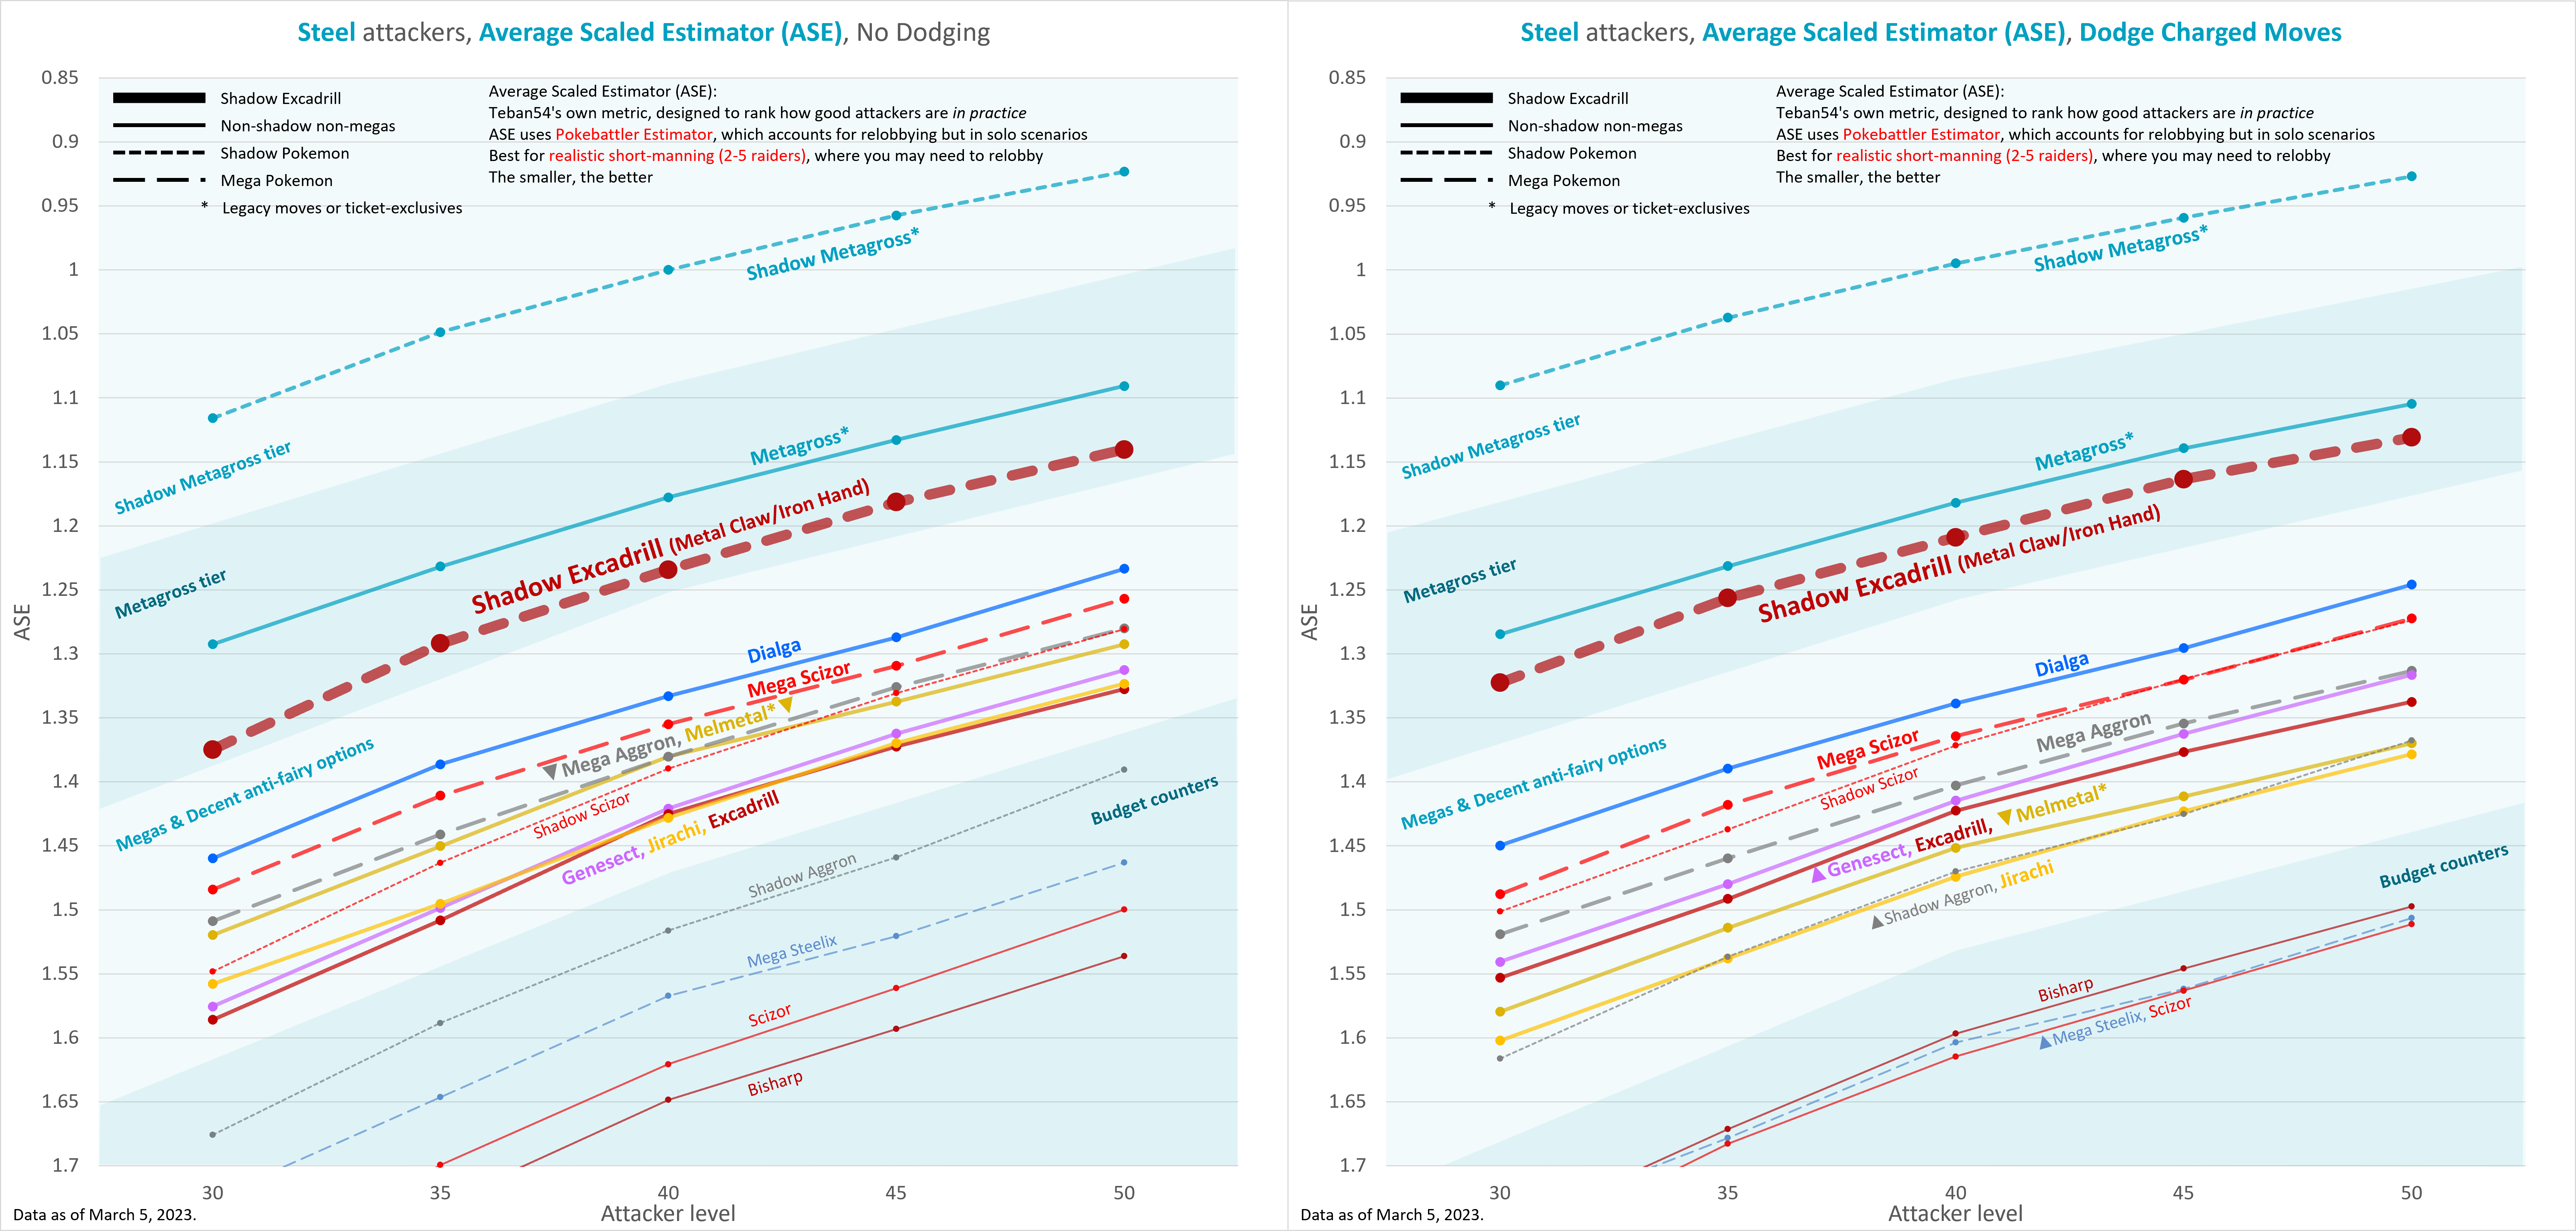 Steel attackers, Average Scaled Estimator (ASE), No Dodging
0.85
0.9
0.95
1
1.05
1.1
1.15
1.2
1.25
1.3
1.35
1.4
1.45
1.5
1.55
1.6
1.65
1.7
ASE
Shadow Excadrill
Non-shadow non-megas
Shadow Pokemon
Mega Pokemon
* Legacy moves or ticket-exclusives
Average Scaled Estimator (ASE):
Teban54's own metric, designed to rank how good attackers are in practice
ASE uses Pokebattler Estimator, which accounts for relobbying but in solo scenarios
Best for realistic short-manning (2-5 raiders), where you may need to relobby
The smaller, the better
Shadow Metagross*
Shadow Metagross tier
Metagross*
Metagross tier
Shadow Excadrill (Metal Claw/Iron Hand)
Dialga
Mega Scizor
▼Mega Aggron, Melmetal*▼
Megas & Decent anti-fairy options
Shadow Scizor
Genesect, Jirachi, Excadrill
Budget counters
Shadow Aggron
Mega Steelix
Scizor
Bisharp
30
35
40
45
50
Attacker level
Data as of March 5, 2023.
Steel attackers, Average Scaled Estimator (ASE), Dodge Charged Moves
0.85
0.9
0.95
1
1.05
1.1
1.15
1.2
1.25
1.3
1.35
1.4
1.45
1.5
1.55
1.6
1.65
1.7
ASE
Shadow Excadrill
Non-shadow non-megas
Shadow Pokemon
Mega Pokemon
* Legacy moves or ticket-exclusives
Average Scaled Estimator (ASE):
Teban54's own metric, designed to rank how good attackers are in practice
ASE uses Pokebattler Estimator, which accounts for relobbying but in solo scenarios
Best for realistic short-manning (2-5 raiders), where you may need to relobby
The smaller, the better
Shadow Metagross*
Shadow Metagross tier
Metagross*
Metagross tier
Shadow Excadrill (Metal Claw/Iron Hand)
Dialga
Mega Scizor
Mega Aggron
Megas & Decent anti-fairy options
Shadow Scizor
▲Genesect, Excadrill, ▼Melmetal*
▲Shadow Aggron, Jirachi
Budget counters
Bisharp
▲Mega Steelix, Scizor
30
35
40
45
50
Attacker level
Data as of March 5, 2023.